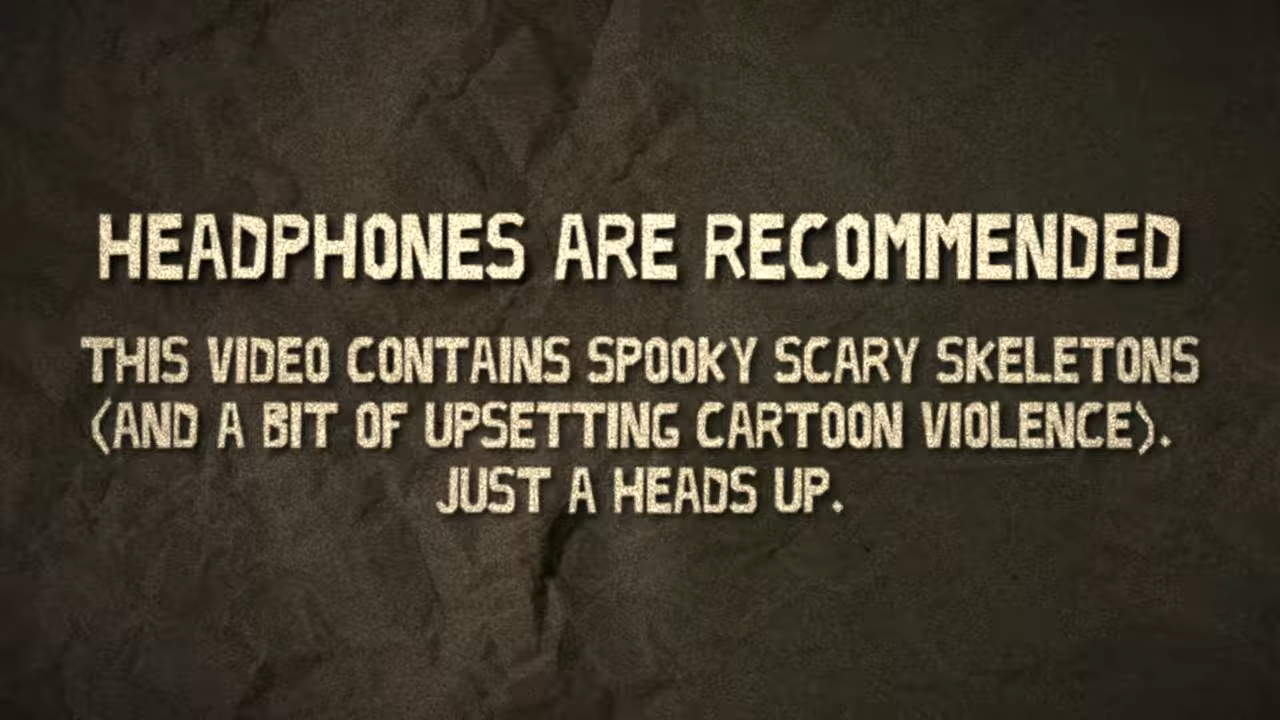 HEADPHONES ARE RECOMMENDED
THIS VIDEO CONTAINS SPOOKY SCARY SKELETONS
(AND A BIT OF UPSETTING CARTOON VIOLENCE).
JUST A HEADS UP.